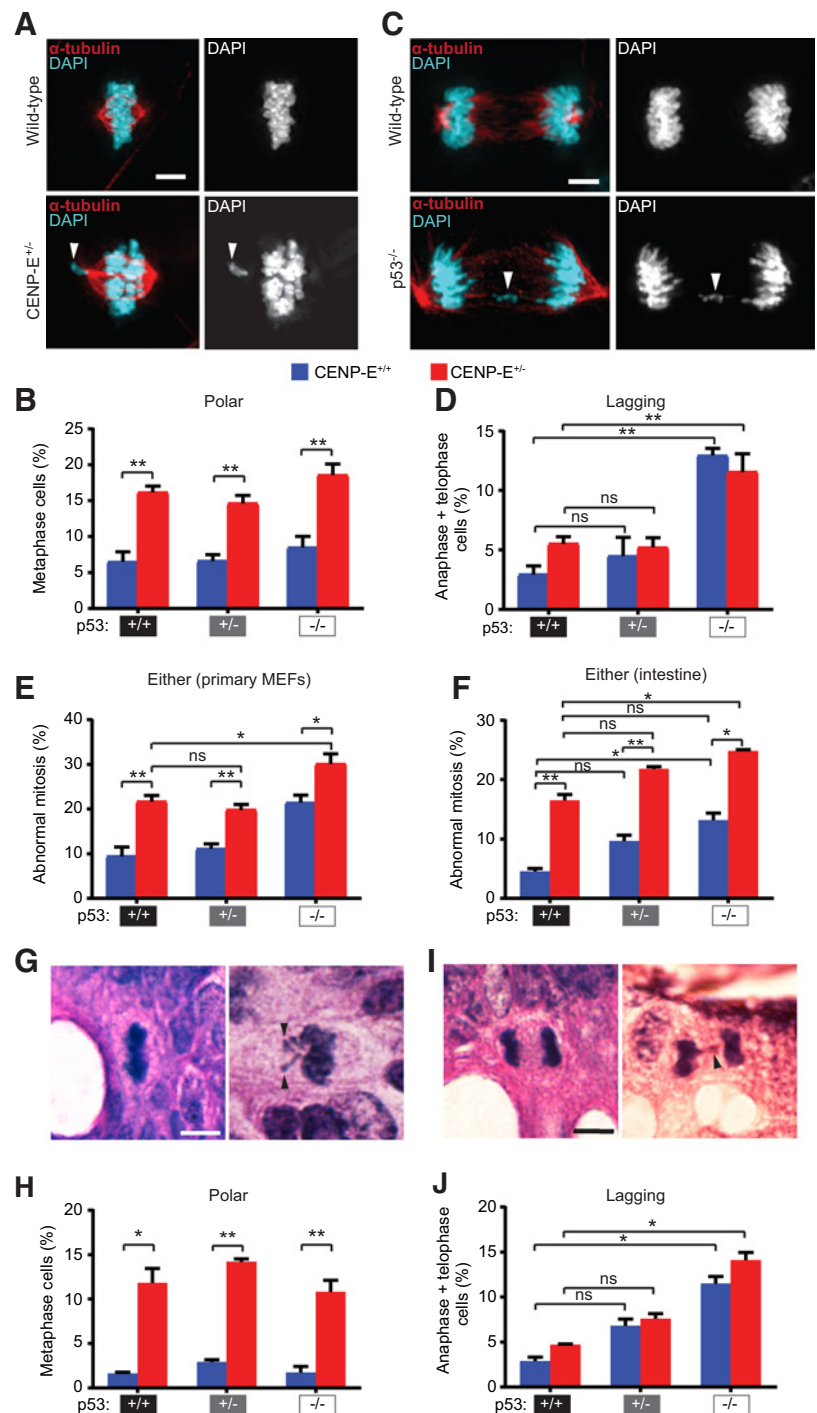 A
α-tubulin
DAPI
DAPI
Wild-type
α-tubulin
DAPI
DAPI
CENP-E+/-
C
α-tubulin
DAPI
DAPI
Wild-type
α-tubulin
DAPI
DAPI
p53-/-
CENP-E+/+
CENP-E+/-
B
Polar
Metaphase cells (%)
25
20
15
10
5
0
**
**
**
p53:
+/+
+/-
-/-
D
Lagging
Anaphase + telophase
cells (%)
15
10
5
0
**
**
ns
ns
+/+
+/-
-/-
p53:
E
Either (primary MEFs)
Abnormal mitosis (%)
40
30
20
10
0
*
*
ns
**
**
p53:
+/+
+/-
-/-
F
Either (intestine)
Abnormal mitosis (%)
30
20
10
0
*
ns
ns
**
*
*
ns
**
p53:
+/+
+/-
-/-
G
I
H
Polar
Metaphase cells (%)
20
15
10
5
0
*
**
**
p53:
+/+
+/-
-/-
J
Lagging
Anaphase + telophase
cells (%)
20
15
10
5
0
*
*
ns
ns
p53:
+/+
+/-
-/-